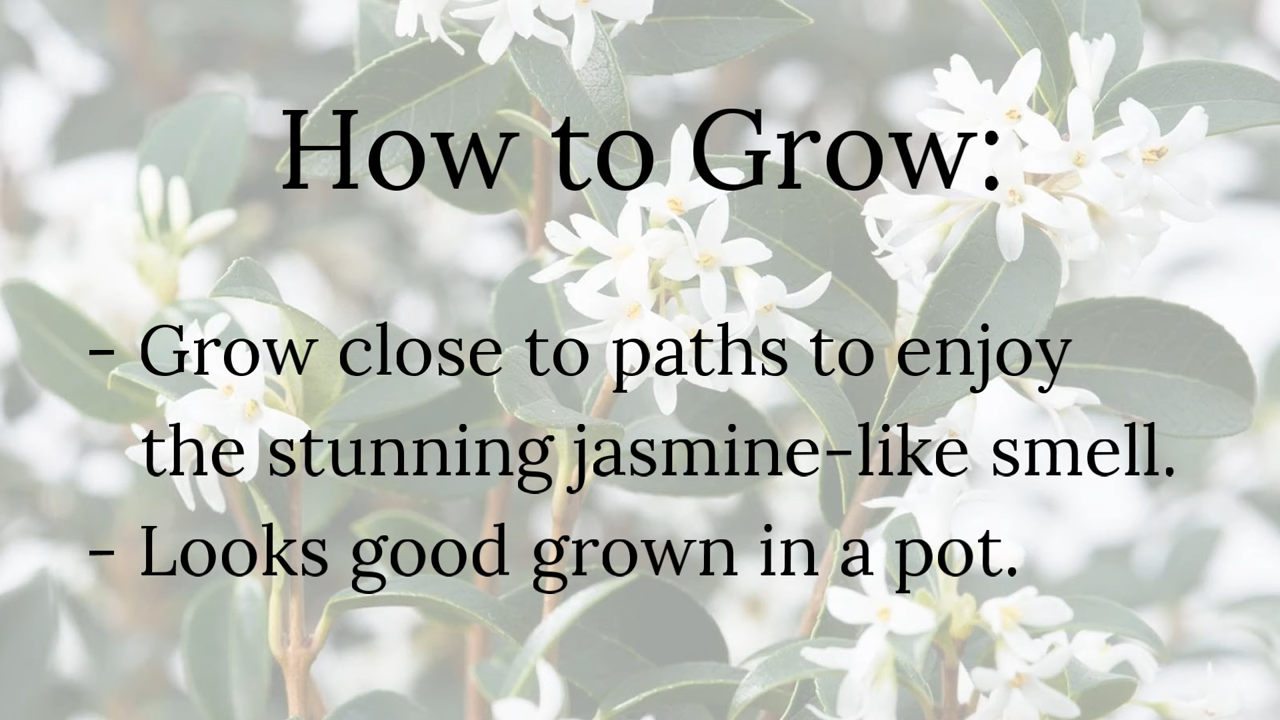 How to Grow:
- Grow close to paths to enjoy
the stunning jasmine-like smell.
- Looks good grown in a pot.